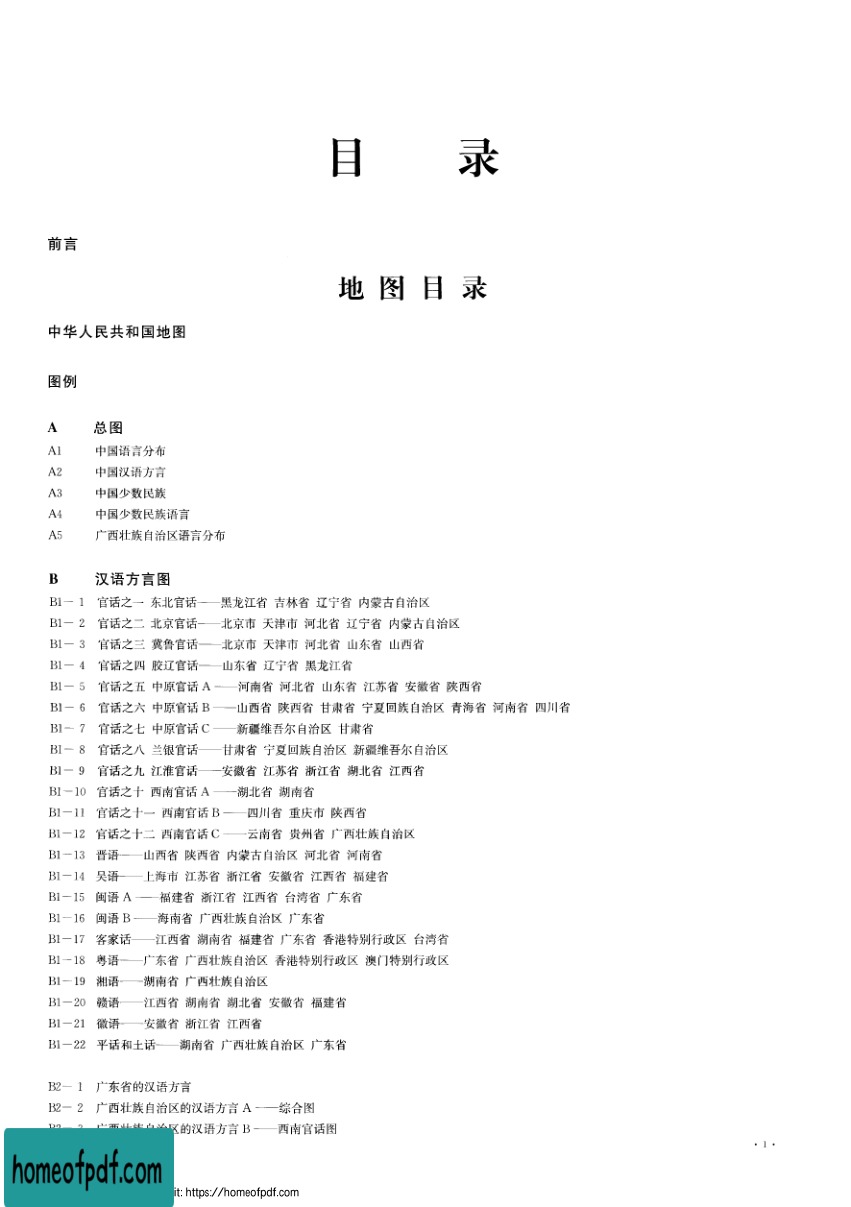 目 录
前言
地图目录
中华人民共和国地图
图例
A 总图
A1 中国语言分布
A2 中国汉语方言
A3 中国少数民族
A4 中国少数民族语言
A5 广西壮族自治区语言分布
B 汉语方言图
B1－1 官话之一 东北官话——黑龙江省 吉林省 辽宁省 内蒙古自治区
B1－2 官话之二 北京官话——北京市 天津市 河北省 辽宁省 内蒙古自治区
B1－3 官话之三 冀鲁官话——北京市 天津市 河北省 山东省 山西省
B1－4 官话之四 胶辽官话——山东省 辽宁省 黑龙江省
B1－5 官话之五 中原官话 A——河南省 河北省 山东省 江苏省 安徽省 陕西省
B1－6 官话之六 中原官话 B——山西省 陕西省 甘肃省 宁夏回族自治区 青海省 河南省 四川省
B1－7 官话之七 中原官话 C——新疆维吾尔自治区 甘肃省
B1－8 官话之八 兰银官话——甘肃省 宁夏回族自治区 新疆维吾尔自治区
B1－9 官话之九 江淮官话——安徽省 江苏省 浙江省 湖北省 江西省
B1－10 官话之十 西南官话 A——湖北省 湖南省
B1－11 官话之十一 西南官话 B——四川省 重庆市 陕西省
B1－12 官话之十二 西南官话 C——云南省 贵州省 广西壮族自治区
B1－13 晋语——山西省 陕西省 内蒙古自治区 河北省 河南省
B1－14 吴语——上海市 江苏省 浙江省 安徽省 江西省 福建省
B1－15 闽语 A——福建省 浙江省 江西省 台湾省 广东省
B1－16 闽语 B——海南省 广西壮族自治区 广东省
B1－17 客家话——江西省 湖南省 福建省 广东省 香港特别行政区 台湾省
B1－18 粤语——广东省 广西壮族自治区 香港特别行政区 澳门特别行政区
B1－19 湘语——湖南省 广西壮族自治区
B1－20 赣语——江西省 湖南省 湖北省 安徽省 福建省
B1－21 徽语——安徽省 浙江省 江西省
B1－22 平话和土话——湖南省 广西壮族自治区 广东省
B2－1 广东省的汉语方言
B2－2 广西壮族自治区的汉语方言 A——综合图
B2－3 广西壮族自治区的汉语方言 B——西南官话图
· 1 ·
homeofpdf.com
it: https://homeofpdf.com